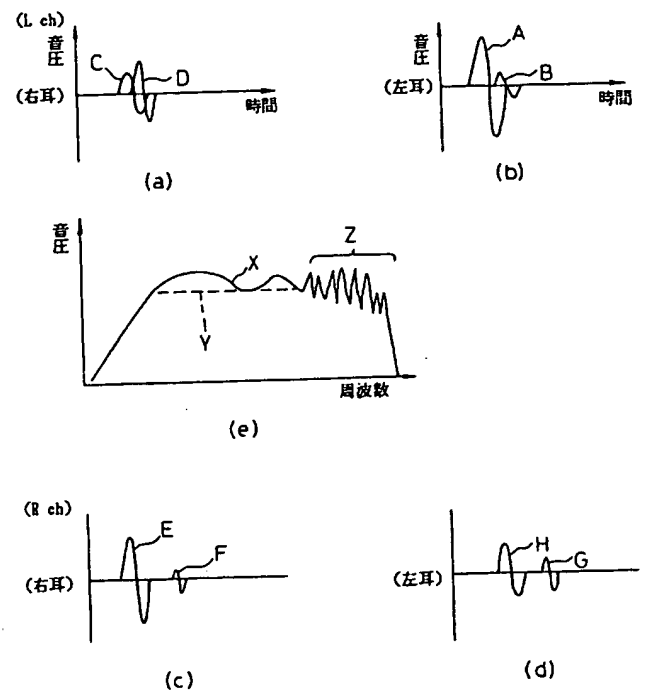 (L ch)
音圧
C
D
(右耳)
時間
(a)
音圧
A
B
(左耳)
時間
(b)
音圧
X
Z
Y
周波数
(e)
(R ch)
E
F
(右耳)
(c)
H
G
(左耳)
(d)